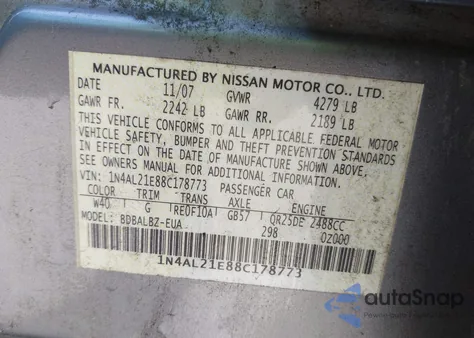 MANUFACTURED BY NISSAN MOTOR CO., LTD.
DATE 11/07 GVWR 4279 LB
GAWR FR. 2242 LB GAWR RR. 2189 LB
THIS VEHICLE CONFORMS TO ALL APPLICABLE FEDERAL MOTOR
VEHICLE SAFETY, BUMPER, AND THEFT PREVENTION STANDARDS
IN EFFECT ON THE DATE OF MANUFACTURE SHOWN ABOVE.
SEE OWNERS MANUAL FOR ADDITIONAL INFORMATION.
VIN: 1N4AL21E88C178773 PASSENGER CAR
COLOR TRIM TRANS AXLE ENGINE
W40 G RE0F10A GB57 QR25DE 2488CC
MODEL: BDBALBZ-EUA 298 0Z000
1N4AL21E88C178773
autoSnap